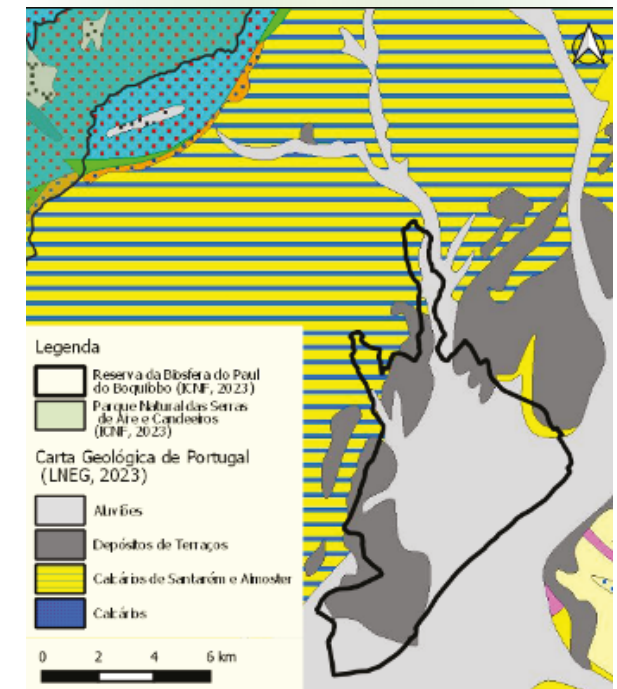 Legenda
Reserva da Biosfera do Paul
do Boquilobo (ICNF, 2023)
Parque Natural das Serras
de Aire e Candeeiros
(ICNF, 2023)
Carta Geológica de Portugal
(LNEG, 2023)
Aluviões
Depósitos de Terraços
Calcários de Santarém e Almoster
Calcários
0 2 4 6 km